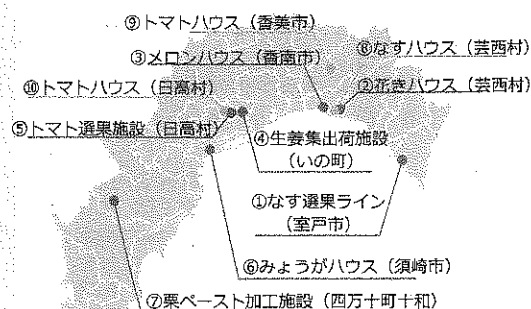 ⑨トマトハウス（香美市）
③メロンハウス（香南市）
⑧なすハウス（芸西村）
⑩トマトハウス（日高村）
②花きハウス（芸西村）
⑤トマト選果施設（日高村）
④生姜集出荷施設
（いの町）
①なす選果ライン
（室戸市）
⑥みょうがハウス（須崎市）
⑦栗ペースト加工施設（四万十町十和）